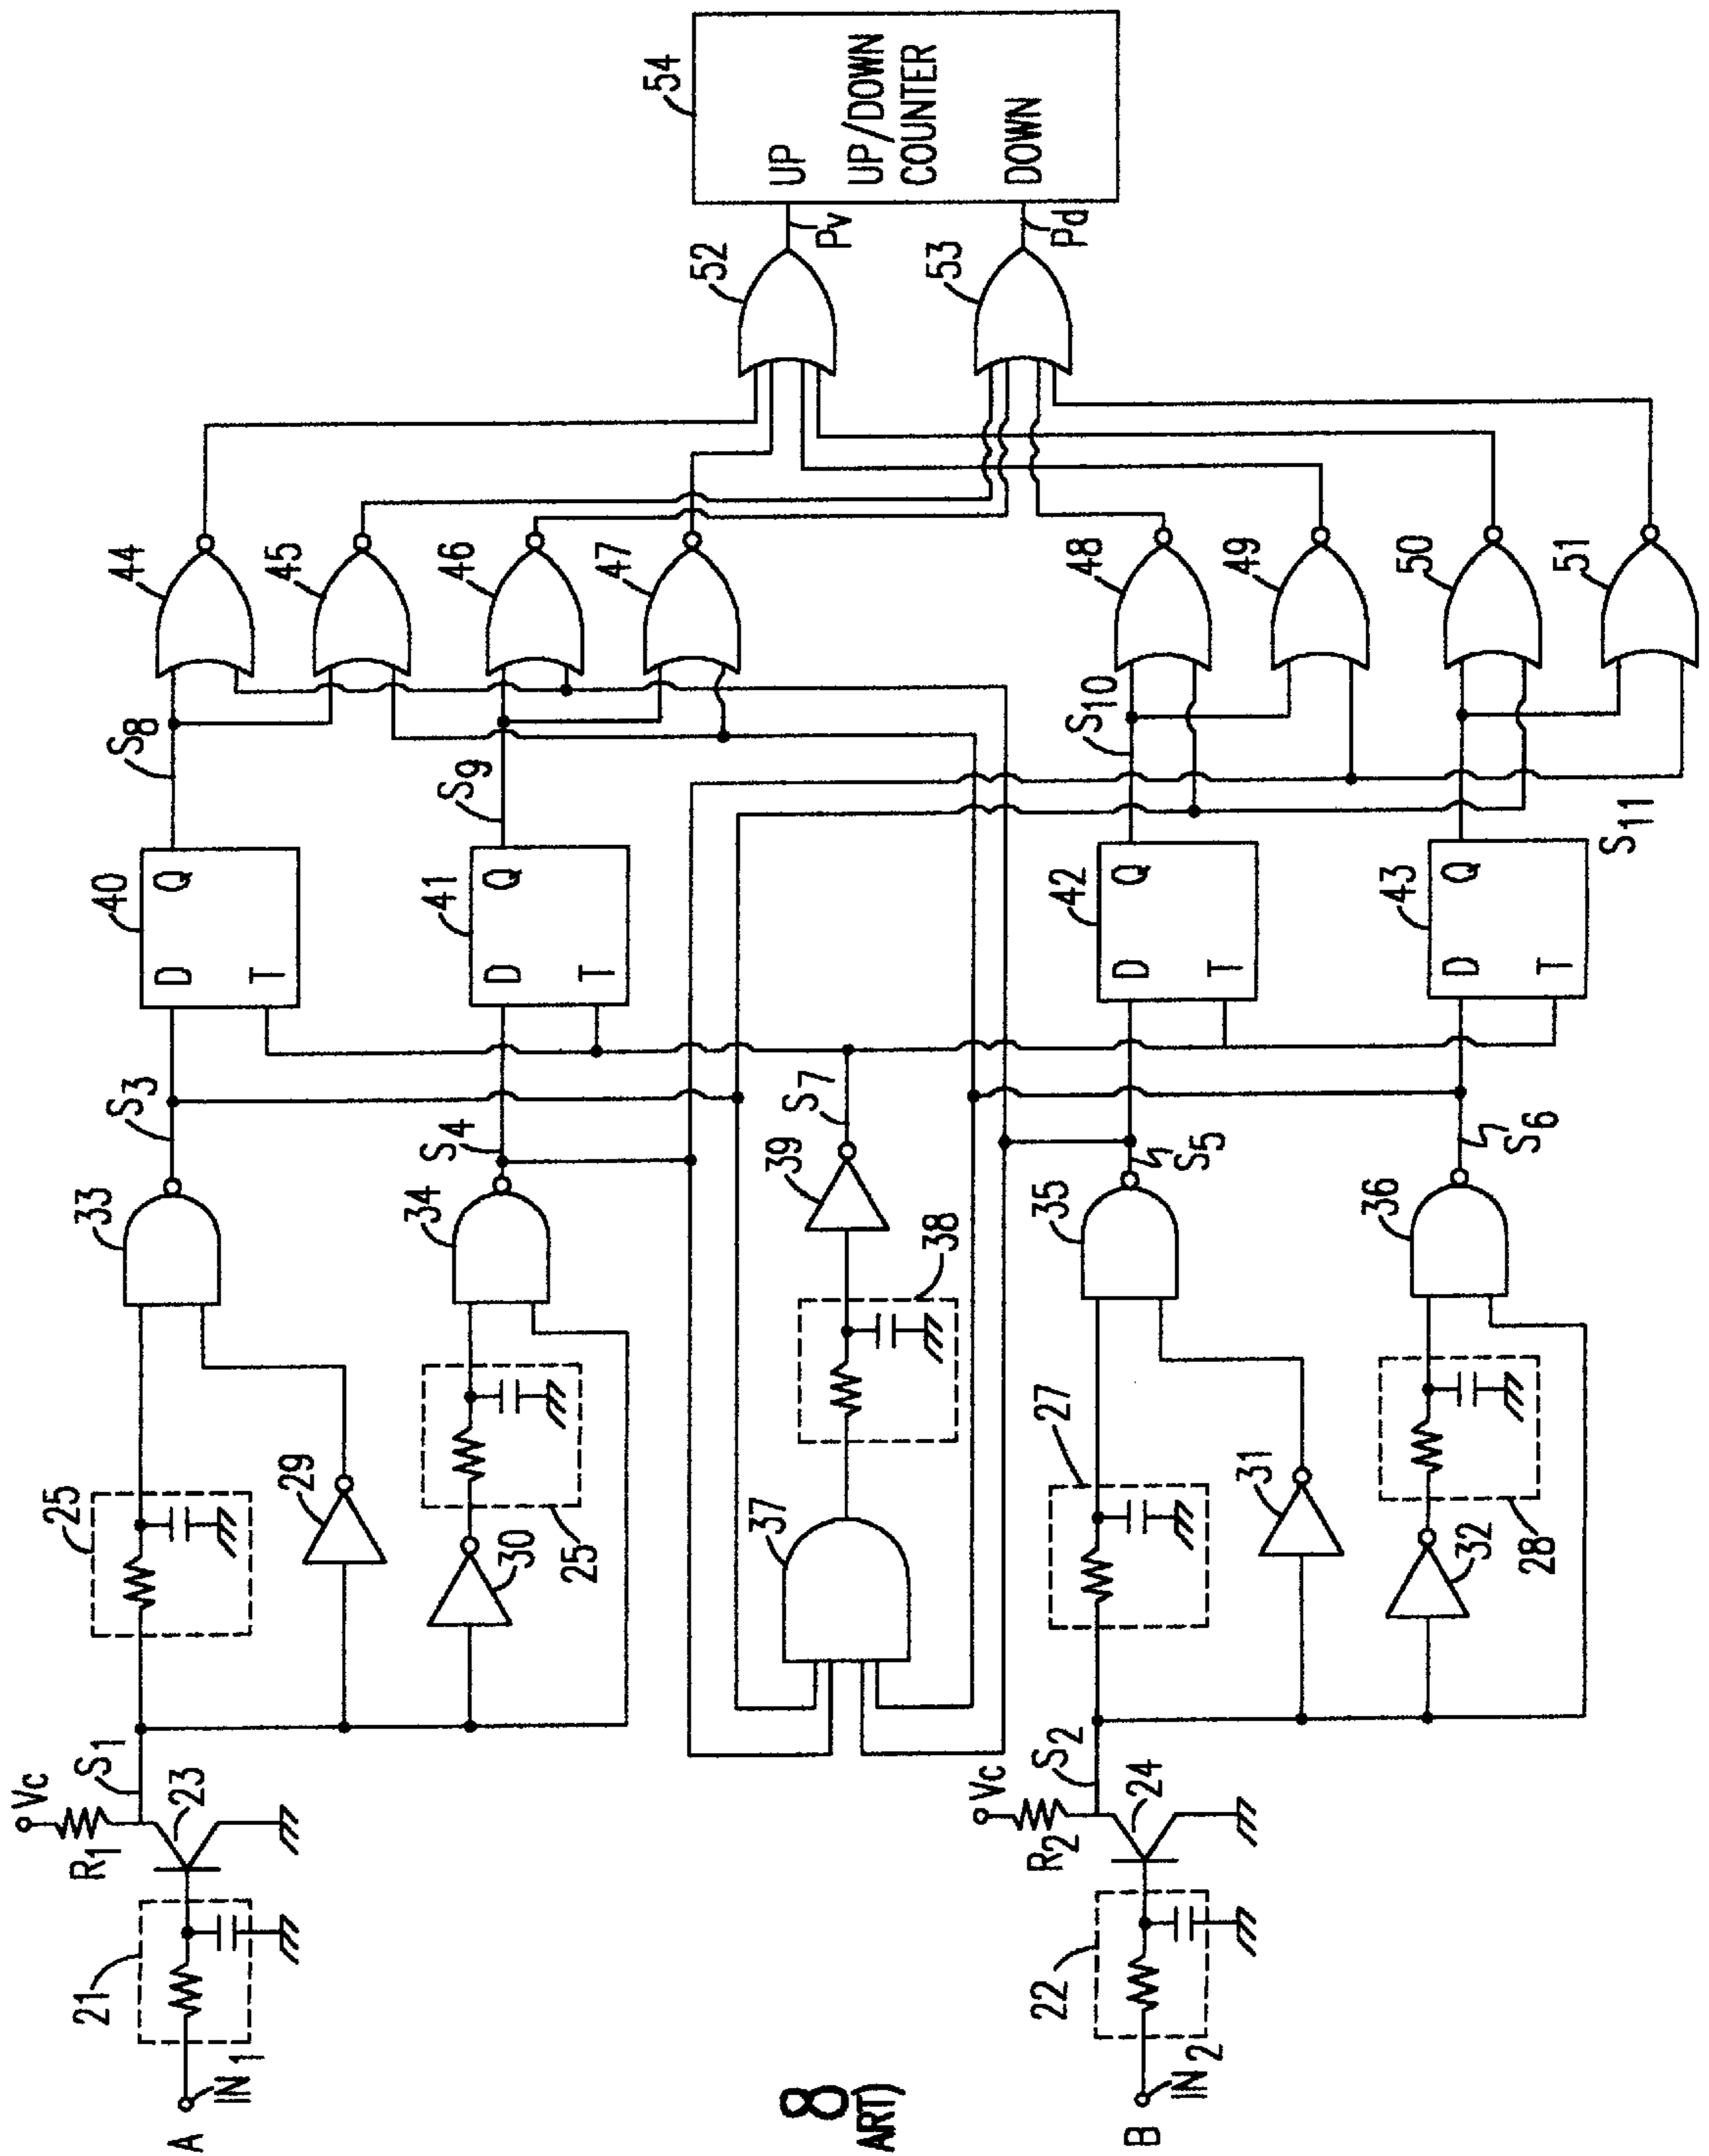 54
UP
UP/DOWN
COUNTER
DOWN
Pv
Pd
52
53
44
45
46
47
48
49
50
51
S8
S9
S10
S11
40
D
Q
T
41
D
Q
T
42
D
Q
T
43
D
Q
T
S3
S4
S7
S5
S6
33
34
39
38
35
36
25
29
30
25
37
27
31
32
28
Vc
R1
S1
23
Vc
R2
S2
24
21
22
A
IN1
B
IN2
8
ART)